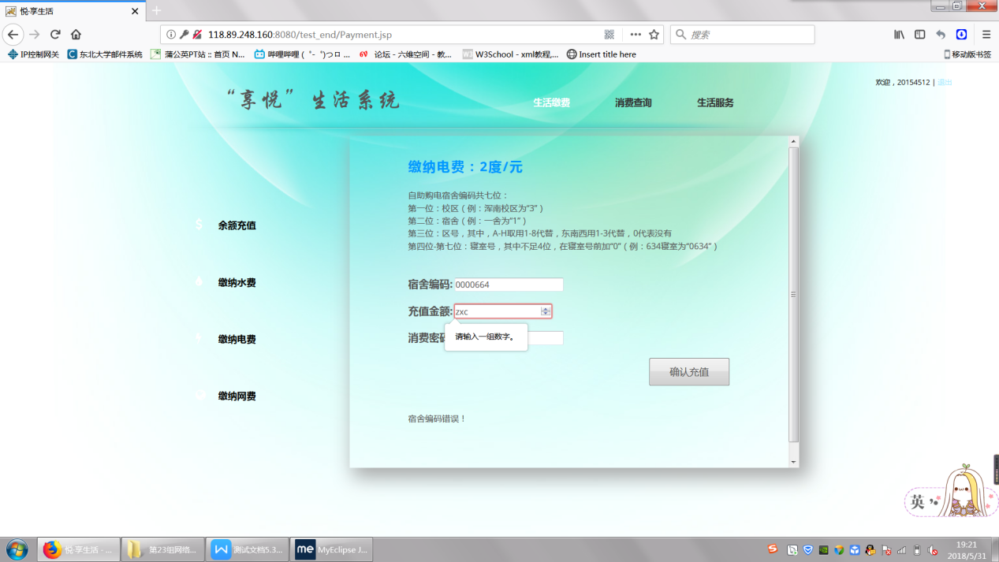 悦·享生活
118.89.248.160:8080/test_end/Payment.jsp
搜索
IP控制网关 东北大学邮件系统 蒲公英PT站 :: 首页 N... 哔哩哔哩 ( ゜- ゜)つロ ... 论坛 - 六维空间 - 教... W3School - xml教程,... Insert title here 移动版书签
欢迎，20154512 | 退出
“享悦”生活系统
生活缴费 消费查询 生活服务
余额充值
缴纳水费
缴纳电费
缴纳网费
缴纳电费：2度/元
自助购电宿舍编码共七位：
第一位：校区（例：浑南校区为“3”）
第二位：宿舍（例：一舍为“1”）
第三位：区号，其中，A-H取用1-8代替，东南西用1-3代替，0代表没有
第四位-第七位：寝室号，其中不足4位，在寝室号前加“0”（例：634寝室为“0634”）
宿舍编码: 0000664
充值金额: zxc
消费密码
请输入一组数字。
确认充值
宿舍编码错误！
英
悦·享生活 - ... 第23组网络... 测试文档5.3... MyEclipse J...
19:21
2018/5/31